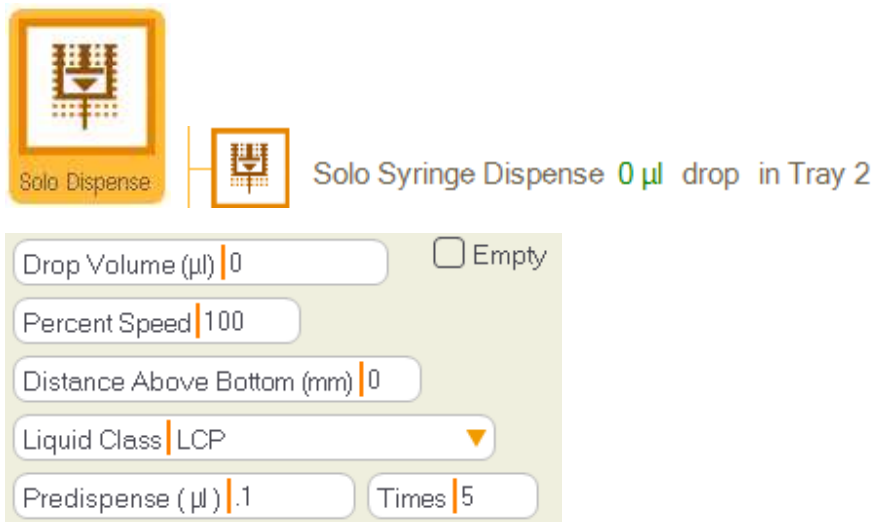 Solo Dispense
Solo Syringe Dispense 0 µl drop in Tray 2
Drop Volume (µl) 0 Empty
Percent Speed 100
Distance Above Bottom (mm) 0
Liquid Class LCP
Predispense ( µl ) .1 Times 5